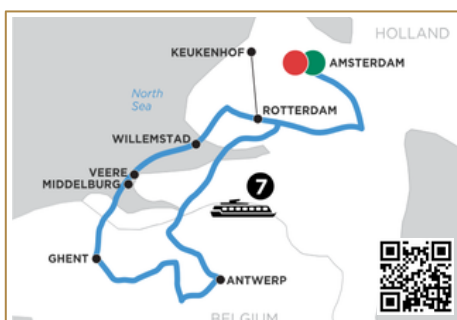 HOLLAND
KEUKENHOF
AMSTERDAM
North
Sea
ROTTERDAM
WILLEMSTAD
VEERE
MIDDELBURG
7
GHENT
ANTWERP
BELGIUM